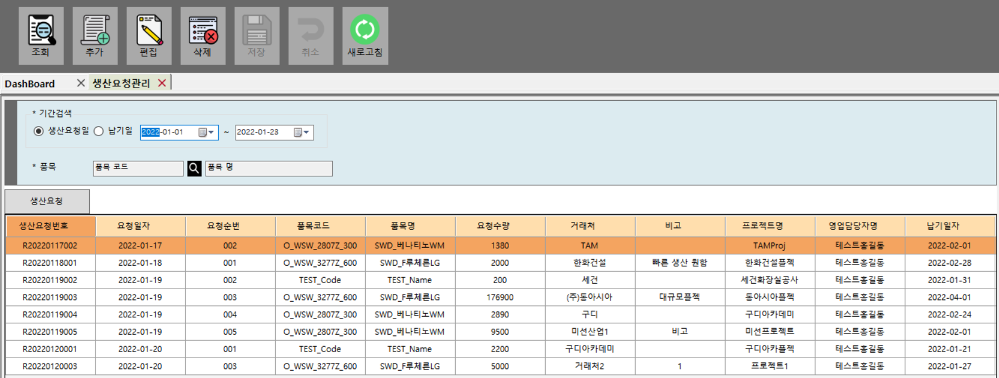 조회 추가 편집 삭제 저장 취소 새로고침
DashBoard 생산요청관리
* 기간검색
생산요청일 납기일 2022-01-01 ~ 2022-01-23
* 품목 품목 코드 품목 명
생산요청
생산요청번호 요청일자 요청순번 품목코드 품목명 요청수량 거래처 비고 프로젝트명 영업담당자명 납기일자
R20220117002 2022-01-17 002 O_WSW_2807Z_300 SWD_베나티노WM 1380 TAM TAMProj 테스트홍길동 2022-02-01
R20220118001 2022-01-18 001 O_WSW_3277Z_600 SWD_F루체른LG 2000 한화건설 빠른 생산 원함 한화건설플젝 테스트홍길동 2022-02-28
R20220119002 2022-01-19 002 TEST_Code TEST_Name 200 세건 세건화장실공사 테스트홍길동 2022-01-31
R20220119003 2022-01-19 003 O_WSW_3277Z_600 SWD_F루체른LG 176900 (주)동아시아 대규모플젝 동아시아플젝 테스트홍길동 2022-04-01
R20220119004 2022-01-19 004 O_WSW_2807Z_300 SWD_베나티노WM 2890 구디 구디아카데미 테스트홍길동 2022-02-24
R20220119005 2022-01-19 005 O_WSW_2807Z_300 SWD_베나티노WM 9500 미선산업1 비고 미선프로젝트 테스트홍길동 2022-02-01
R20220120001 2022-01-20 001 TEST_Code TEST_Name 2200 구디아카데미 구디아카플젝 테스트홍길동 2022-01-21
R20220120003 2022-01-20 003 O_WSW_3277Z_600 SWD_F루체른LG 5000 거래처2 1 프로젝트1 테스트홍길동 2022-01-27